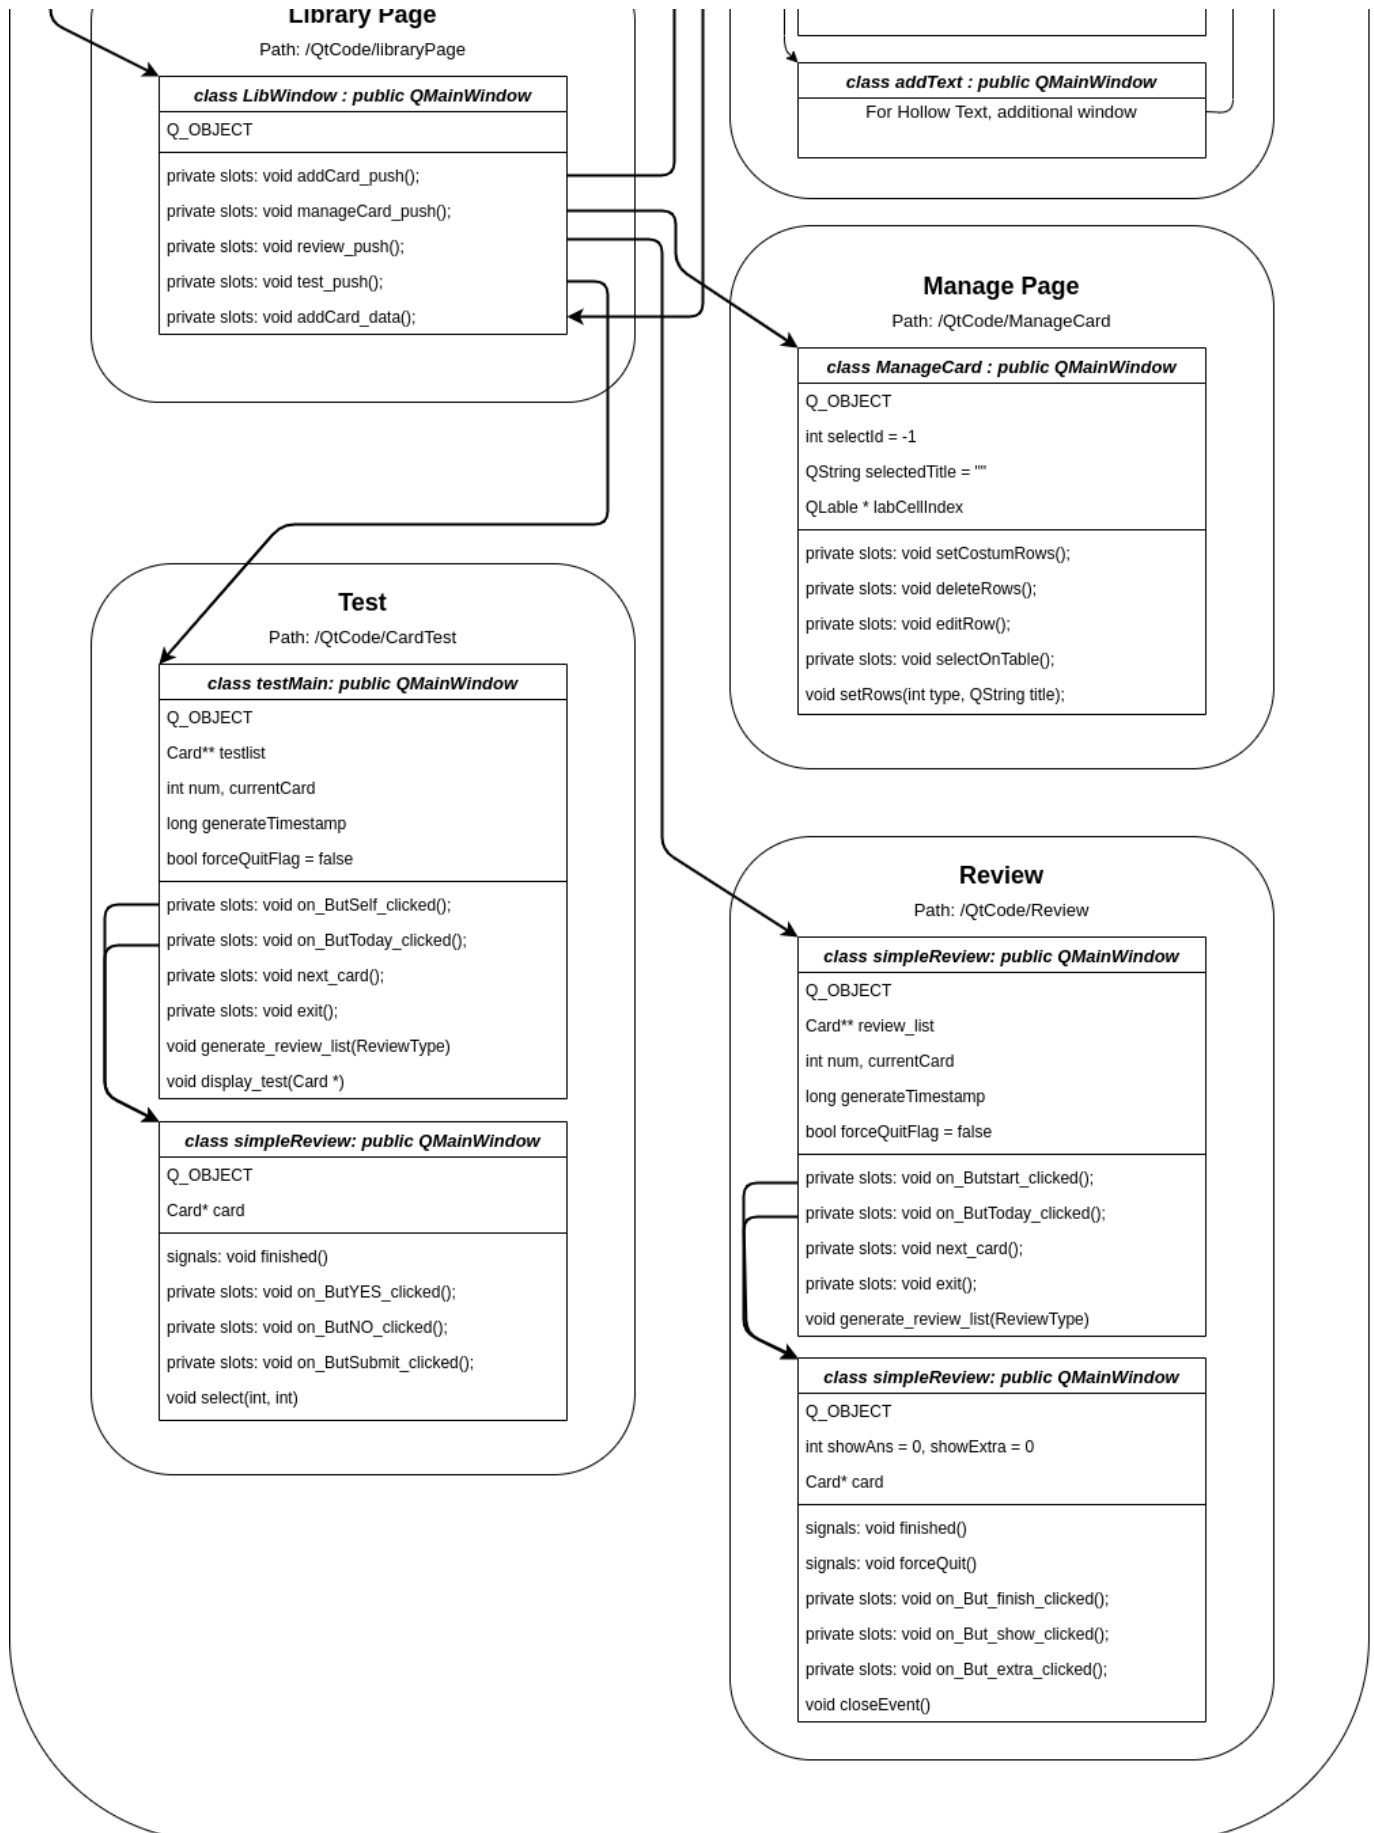 Library Page
Path: /QtCode/libraryPage
class LibWindow : public QMainWindow
Q_OBJECT
private slots: void addCard_push();
private slots: void manageCard_push();
private slots: void review_push();
private slots: void test_push();
private slots: void addCard_data();
class addText : public QMainWindow
For Hollow Text, additional window
Manage Page
Path: /QtCode/ManageCard
class ManageCard : public QMainWindow
Q_OBJECT
int selectId = -1
QString selectedTitle = ""
QLable * labCellIndex
private slots: void setCostumRows();
private slots: void deleteRows();
private slots: void editRow();
private slots: void selectOnTable();
void setRows(int type, QString title);
Test
Path: /QtCode/CardTest
class testMain: public QMainWindow
Q_OBJECT
Card** testlist
int num, currentCard
long generateTimestamp
bool forceQuitFlag = false
private slots: void on_ButSelf_clicked();
private slots: void on_ButToday_clicked();
private slots: void next_card();
private slots: void exit();
void generate_review_list(ReviewType)
void display_test(Card *)
class simpleReview: public QMainWindow
Q_OBJECT
Card* card
signals: void finished()
private slots: void on_ButYES_clicked();
private slots: void on_ButNO_clicked();
private slots: void on_ButSubmit_clicked();
void select(int, int)
Review
Path: /QtCode/Review
class simpleReview: public QMainWindow
Q_OBJECT
Card** review_list
int num, currentCard
long generateTimestamp
bool forceQuitFlag = false
private slots: void on_Butstart_clicked();
private slots: void on_ButToday_clicked();
private slots: void next_card();
private slots: void exit();
void generate_review_list(ReviewType)
class simpleReview: public QMainWindow
Q_OBJECT
int showAns = 0, showExtra = 0
Card* card
signals: void finished()
signals: void forceQuit()
private slots: void on_But_finish_clicked();
private slots: void on_But_show_clicked();
private slots: void on_But_extra_clicked();
void closeEvent()